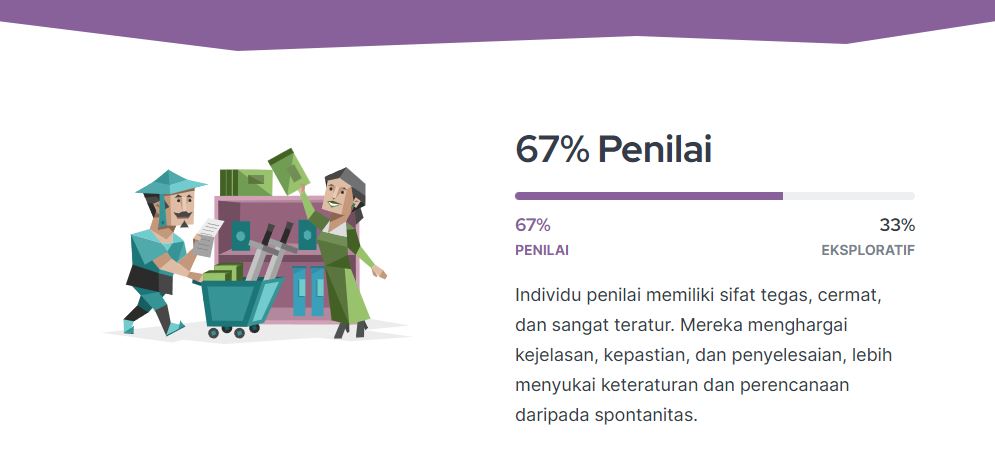 67% Penilai
67% 33%
PENILAI EKSPLORATIF
Individu penilai memiliki sifat tegas, cermat,
dan sangat teratur. Mereka menghargai
kejelasan, kepastian, dan penyelesaian, lebih
menyukai keteraturan dan perencanaan
daripada spontanitas.